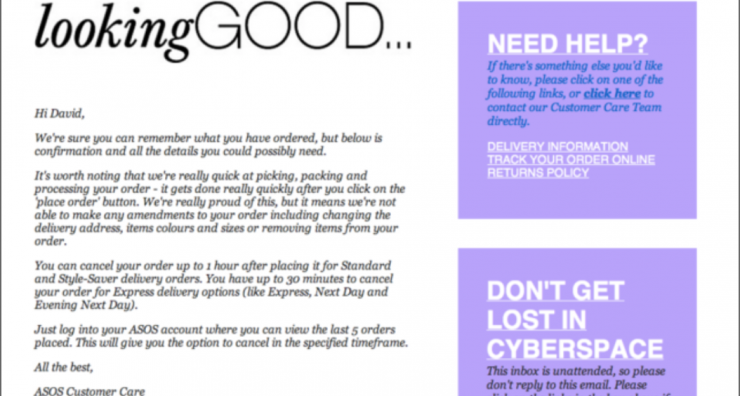 lookingGOOD...
Hi David,
We're sure you can remember what you have ordered, but below is
confirmation and all the details you could possibly need.
It's worth noting that we're really quick at picking, packing and
processing your order - it gets done really quickly after you click on the
'place order' button. We're really proud of this, but it means we're not
able to make any amendments to your order including changing the
delivery address, items colours and sizes or removing items from your
order.
You can cancel your order up to 1 hour after placing it for Standard
and Style-Saver delivery orders. You have up to 30 minutes to cancel
your order for Express delivery options (like Express, Next Day and
Evening Next Day).
Just log into your ASOS account where you can view the last 5 orders
placed. This will give you the option to cancel in the specified timeframe.
All the best,
ASOS Customer Care
NEED HELP?
If there's something else you'd like
to know, please click on one of the
following links, or click here to
contact our Customer Care Team
directly.
DELIVERY INFORMATION
TRACK YOUR ORDER ONLINE
RETURNS POLICY
DON'T GET
LOST IN
CYBERSPACE
This inbox is unattended, so please
don't reply to this email. Please